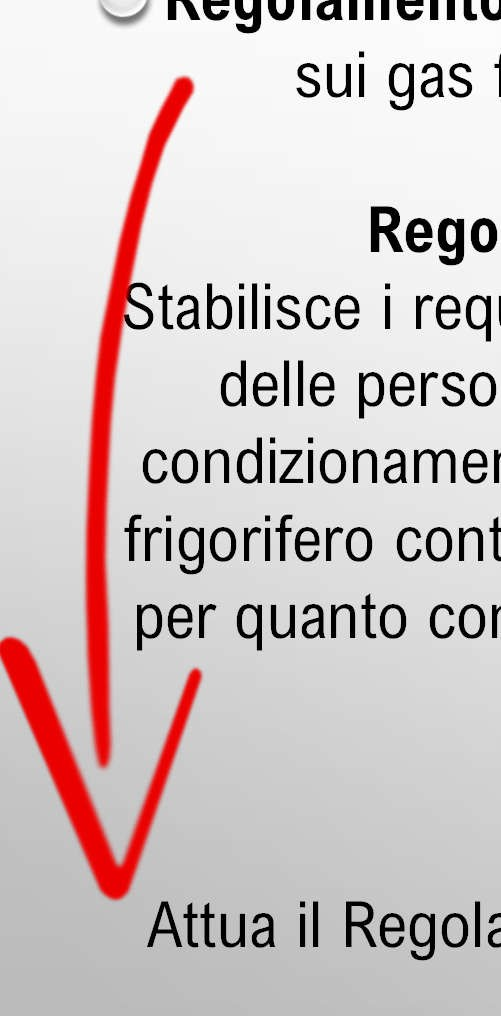 Regolamento
sui gas
Rego
Stabilisce i requ
delle perso
condizionamen
frigorifero cont
per quanto con
Attua il Regola